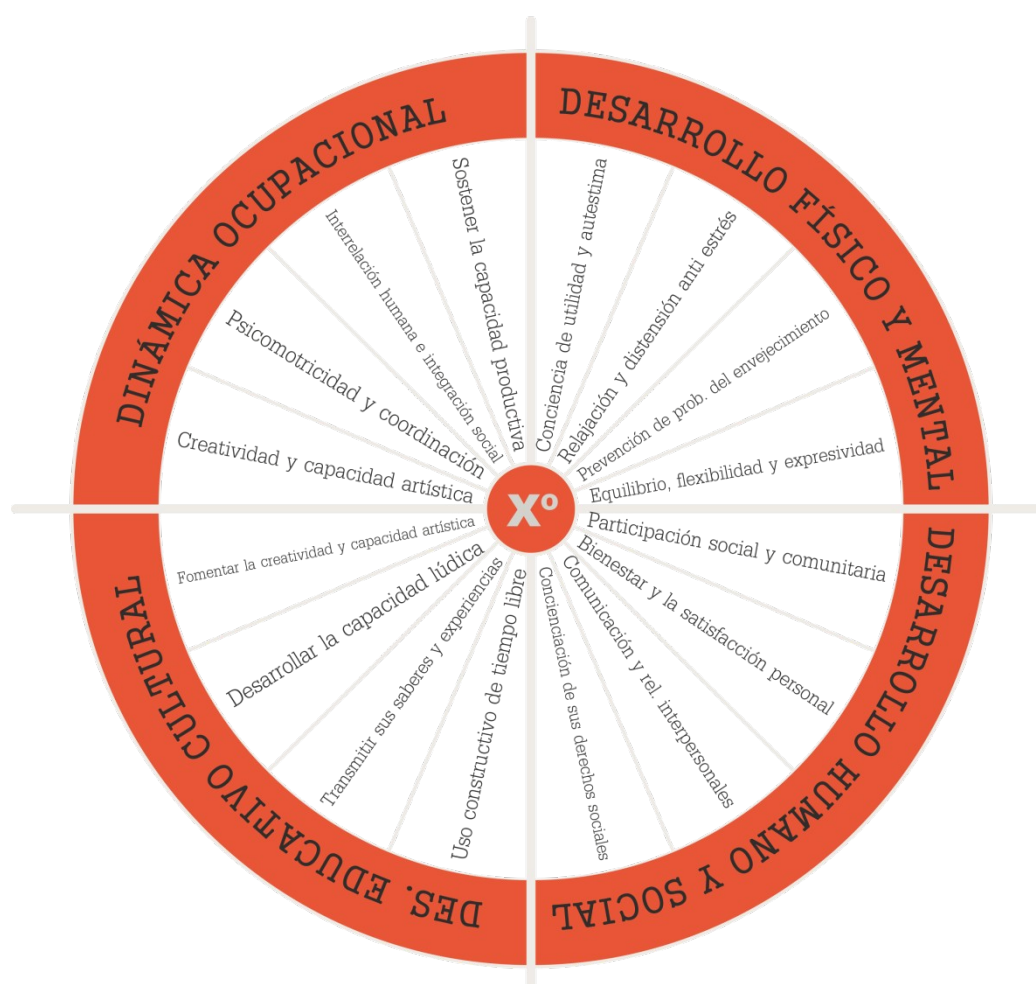 DINÁMICA OCUPACIONAL
Creatividad y capacidad artística
Psicomotricidad y coordinación
Interrelación humana e integración social
Sostener la capacidad productiva
DESARROLLO FÍSICO Y MENTAL
Conciencia de utilidad y autestima
Relajación y distensión anti estrés
Prevención de prob. del envejecimiento
Equilibrio, flexibilidad y expresividad
DESARROLLO HUMANO Y SOCIAL
Participación social y comunitaria
Bienestar y la satisfacción personal
Comunicación y rel. interpersonales
Concienciación de sus derechos sociales
DES. EDUCATIVO CULTURAL
Uso constructivo de tiempo libre
Transmitir sus saberes y experiencias
Desarrollar la capacidad lúdica
Fomentar la creatividad y capacidad artística
Xº